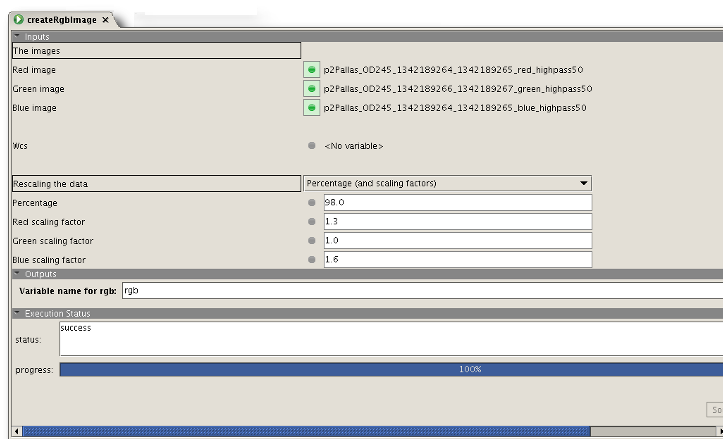 createRgbImage
Inputs
The images
Red image p2Pallas_OD245_1342189264_1342189265_red_highpass50
Green image p2Pallas_OD245_1342189266_1342189267_green_highpass50
Blue image p2Pallas_OD245_1342189264_1342189265_blue_highpass50
Wcs <No variable>
Rescaling the data Percentage (and scaling factors)
Percentage 98.0
Red scaling factor 1.3
Green scaling factor 1.0
Blue scaling factor 1.6
Outputs
Variable name for rgb: rgb
Execution Status
status: success
progress: 100%